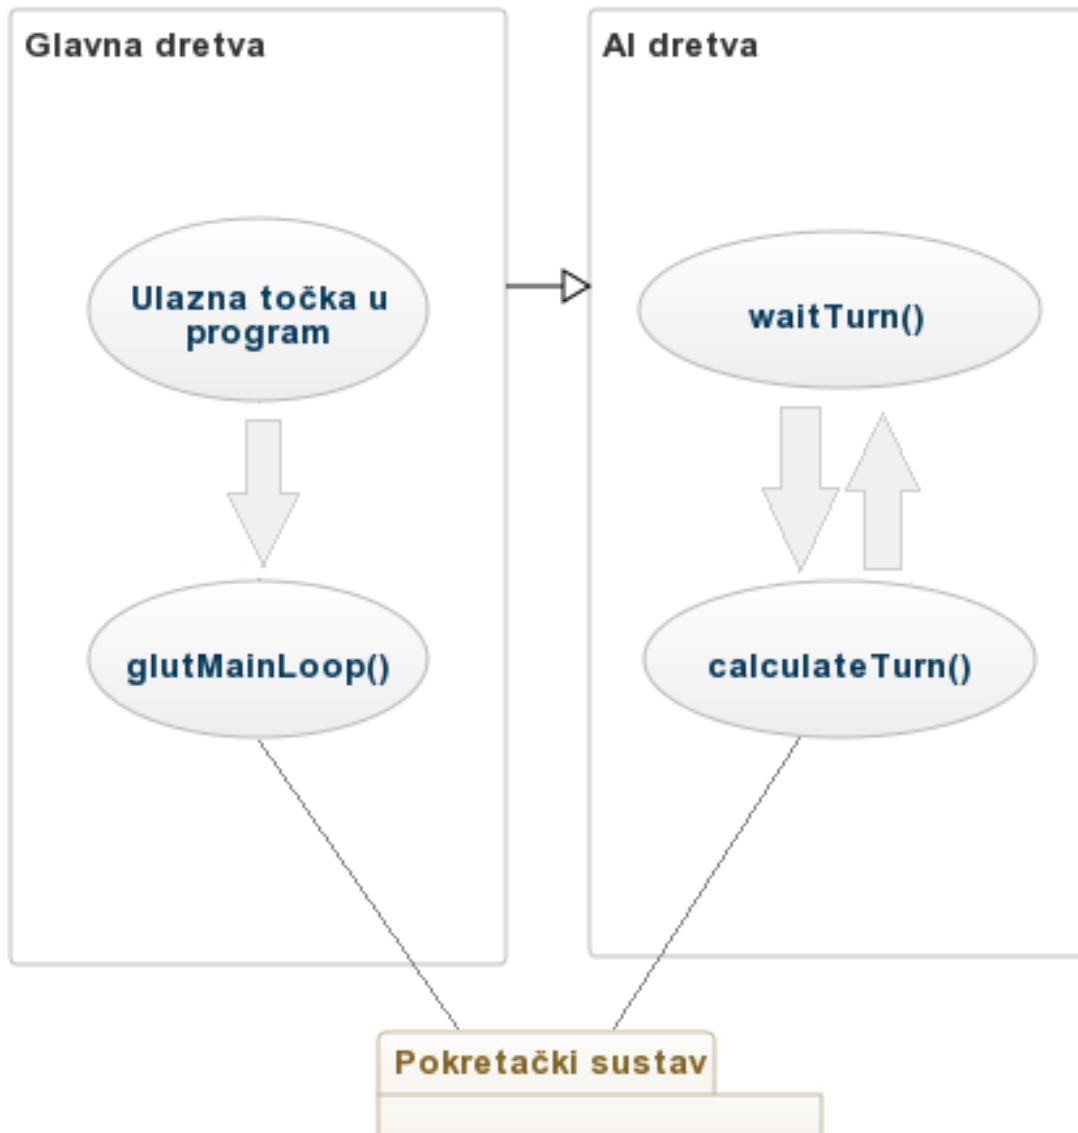 Glavna dretva
Ulazna točka u
program
glutMainLoop()
AI dretva
waitTurn()
calculateTurn()
Pokretački sustav